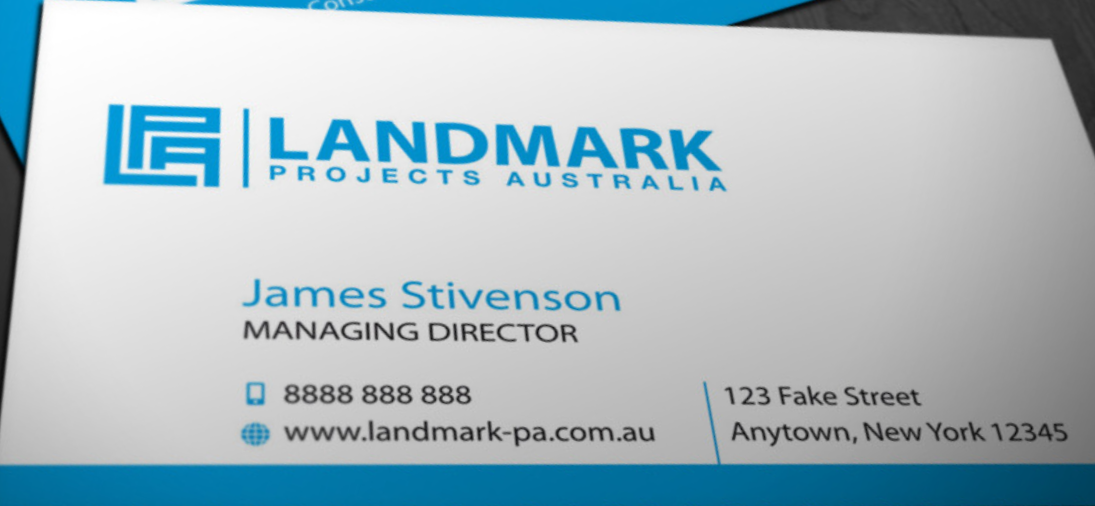 LANDMARK
PROJECTS AUSTRALIA
James Stivenson
MANAGING DIRECTOR
8888 888 888
www.landmark-pa.com.au
123 Fake Street
Anytown, New York 12345